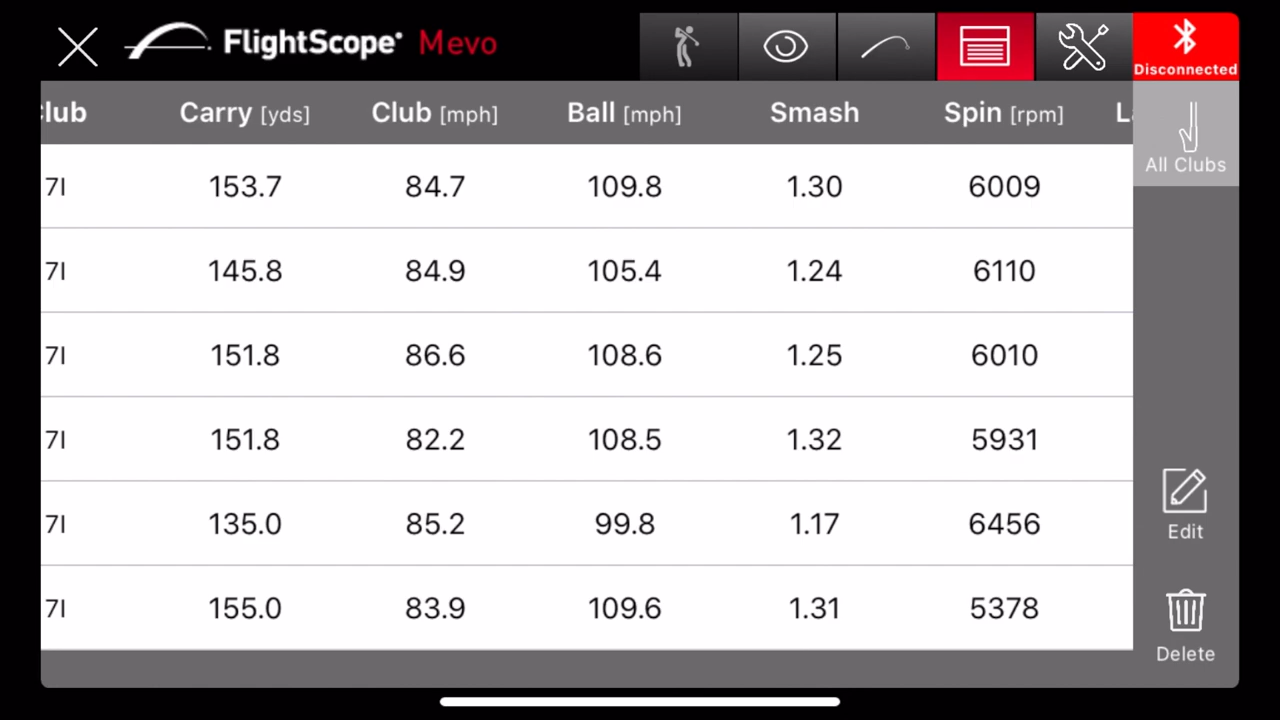 FlightScope® Mevo
Disconnected
Club Carry [yds] Club [mph] Ball [mph] Smash Spin [rpm] L
All Clubs
7I 153.7 84.7 109.8 1.30 6009
7I 145.8 84.9 105.4 1.24 6110
7I 151.8 86.6 108.6 1.25 6010
7I 151.8 82.2 108.5 1.32 5931
7I 135.0 85.2 99.8 1.17 6456
7I 155.0 83.9 109.6 1.31 5378
Edit
Delete